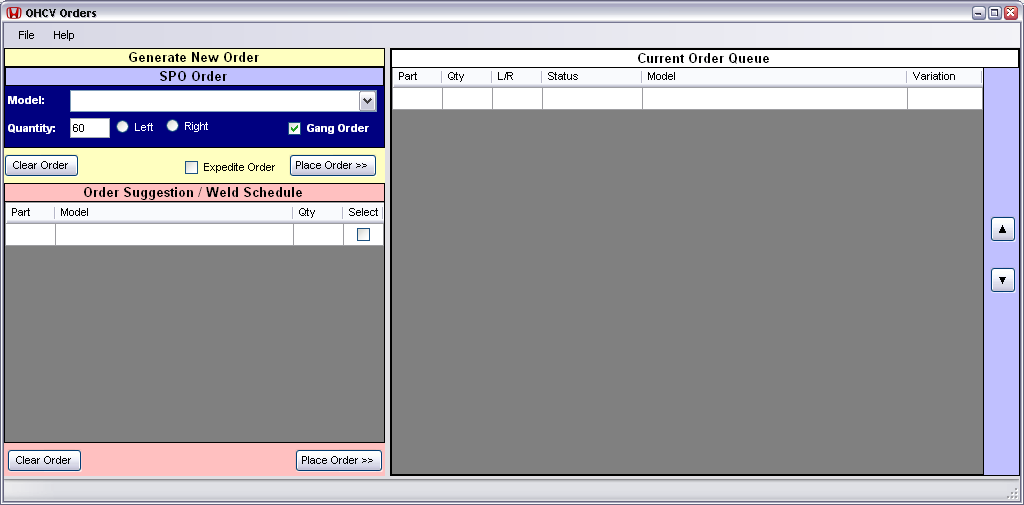 OHCV Orders
File Help
Generate New Order
SPO Order
Model:
Quantity: 60 Left Right Gang Order
Clear Order Expedite Order Place Order >>
Order Suggestion / Weld Schedule
Part Model Qty Select
Clear Order Place Order >>
Current Order Queue
Part Qty L/R Status Model Variation